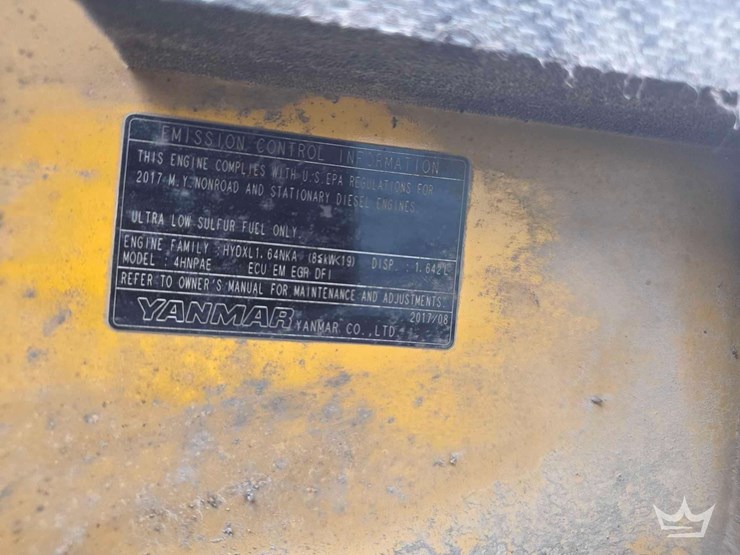 EMISSION CONTROL INFORMATION
THIS ENGINE COMPLIES WITH U.S.EPA REGULATIONS FOR
2017 M.Y. NONROAD AND STATIONARY DIESEL ENGINES.
ULTRA LOW SULFUR FUEL ONLY.
ENGINE FAMILY : HYDXL1.64NKA (8≤kW<19) DISP. : 1.642L
MODEL : 4HNPAE ECU EM EGR DFI
REFER TO OWNER'S MANUAL FOR MAINTENANCE AND ADJUSTMENTS.
2017/08
YANMAR YANMAR CO.,LTD.